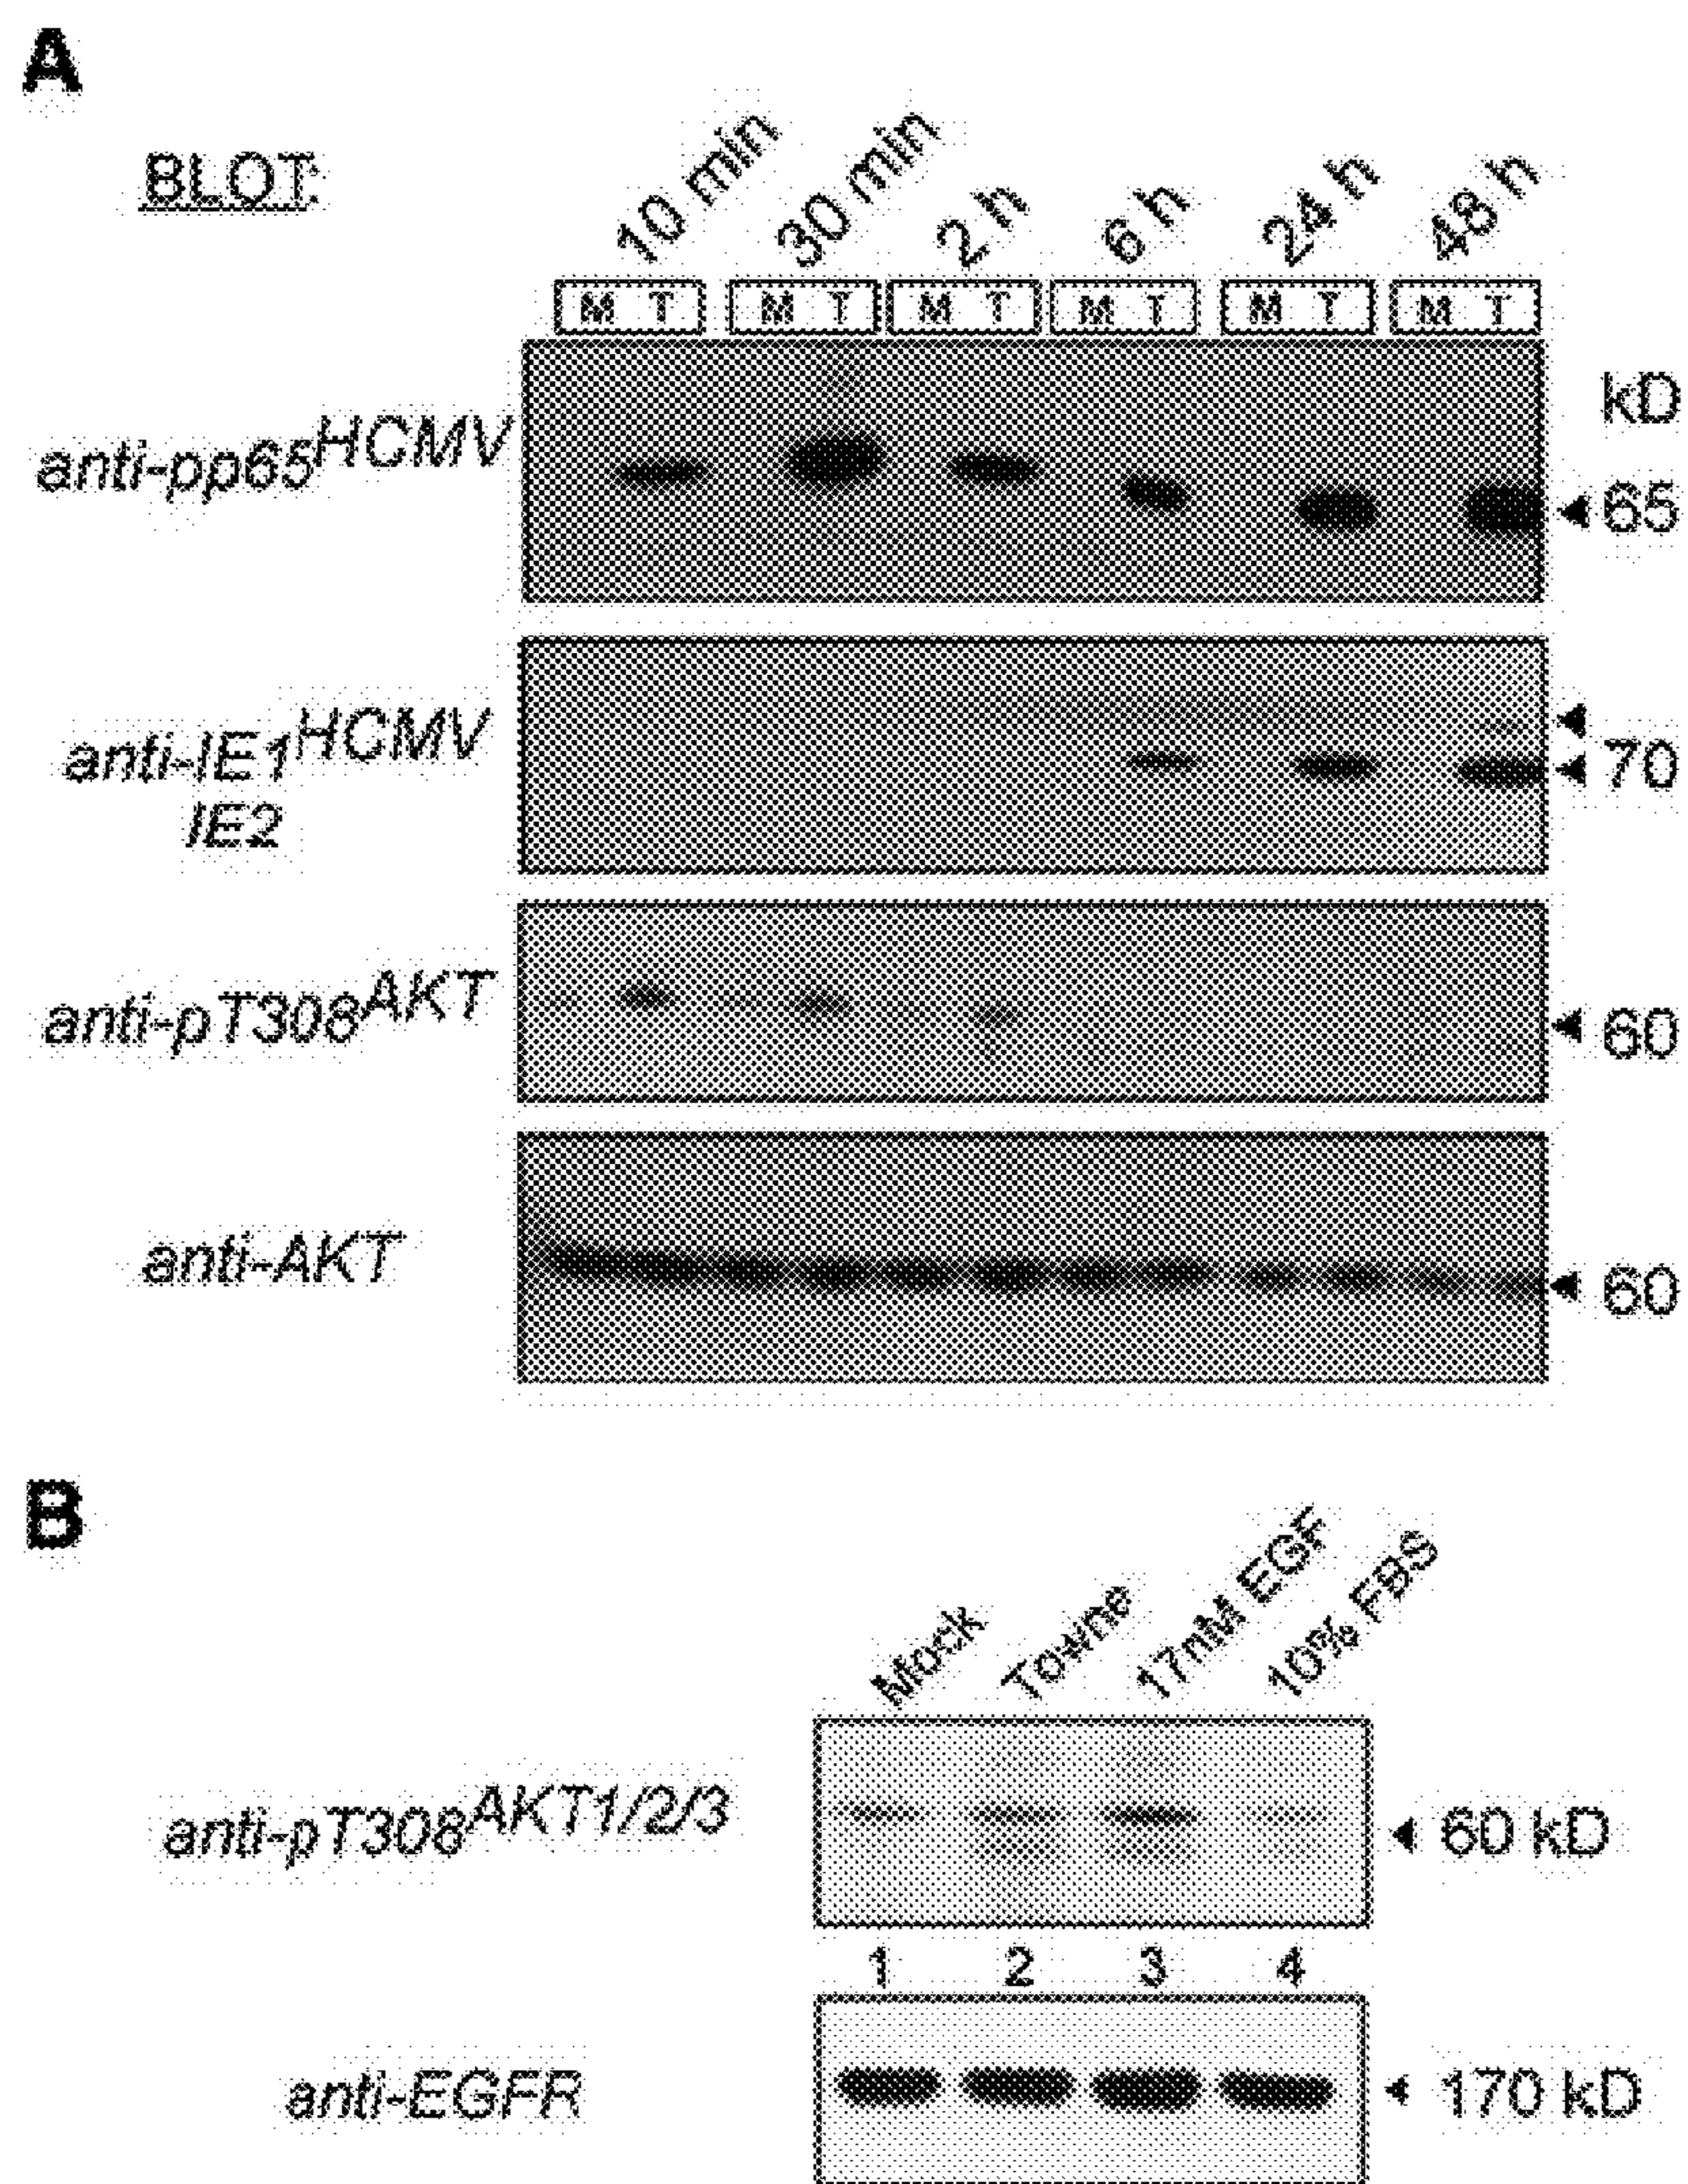 A
BLOT:
10 min 30 min 2 h 6 h 24 h 48 h
M T M T M T M T M T M T
kD
anti-pp65HCMV
65
anti-IE1HCMV
IE2
70
anti-pT308AKT
60
anti-AKT
60
B
Mock Towne 17nM EGF 10% FBS
anti-pT308AKT1/2/3
60 kD
1 2 3 4
anti-EGFR
170 kD